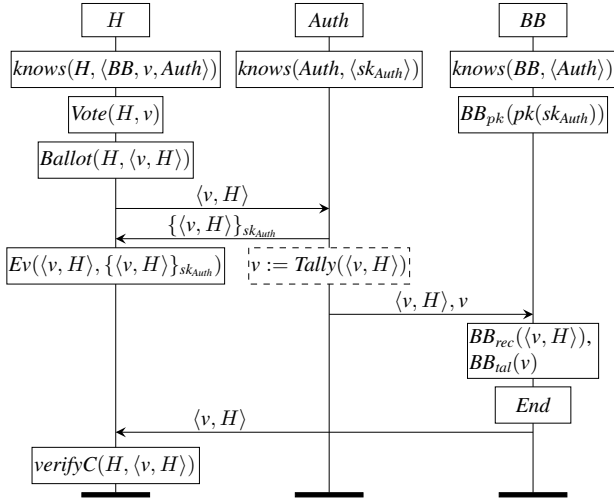 H Auth BB
knows(H, ⟨BB, v, Auth⟩) knows(Auth, ⟨sk_Auth⟩) knows(BB, ⟨Auth⟩)
Vote(H, v) BB_pk(pk(sk_Auth))
Ballot(H, ⟨v, H⟩)
⟨v, H⟩
{⟨v, H⟩}_sk_Auth
Ev(⟨v, H⟩, {⟨v, H⟩}_sk_Auth) v := Tally(⟨v, H⟩)
⟨v, H⟩, v
BB_rec(⟨v, H⟩),
BB_tal(v)
End
⟨v, H⟩
verifyC(H, ⟨v, H⟩)